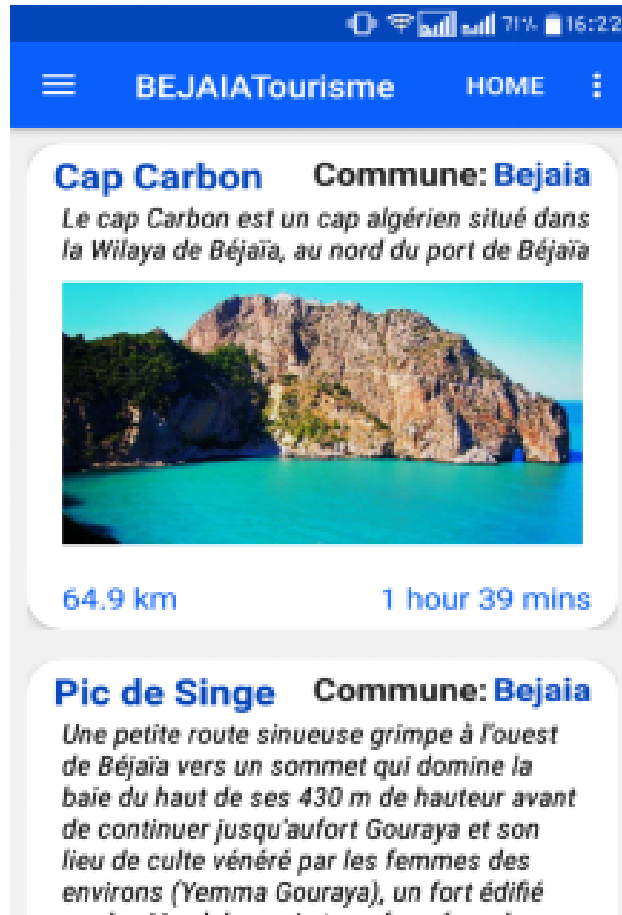 71% 16:22
BEJAIATourisme HOME
Cap Carbon Commune: Bejaia
Le cap Carbon est un cap algérien situé dans
la Wilaya de Béjaïa, au nord du port de Béjaïa
64.9 km 1 hour 39 mins
Pic de Singe Commune: Bejaia
Une petite route sinueuse grimpe à l'ouest
de Béjaïa vers un sommet qui domine la
baie du haut de ses 430 m de hauteur avant
de continuer jusqu'aufort Gouraya et son
lieu de culte vénéré par les femmes des
environs (Yemma Gouraya), un fort édifié